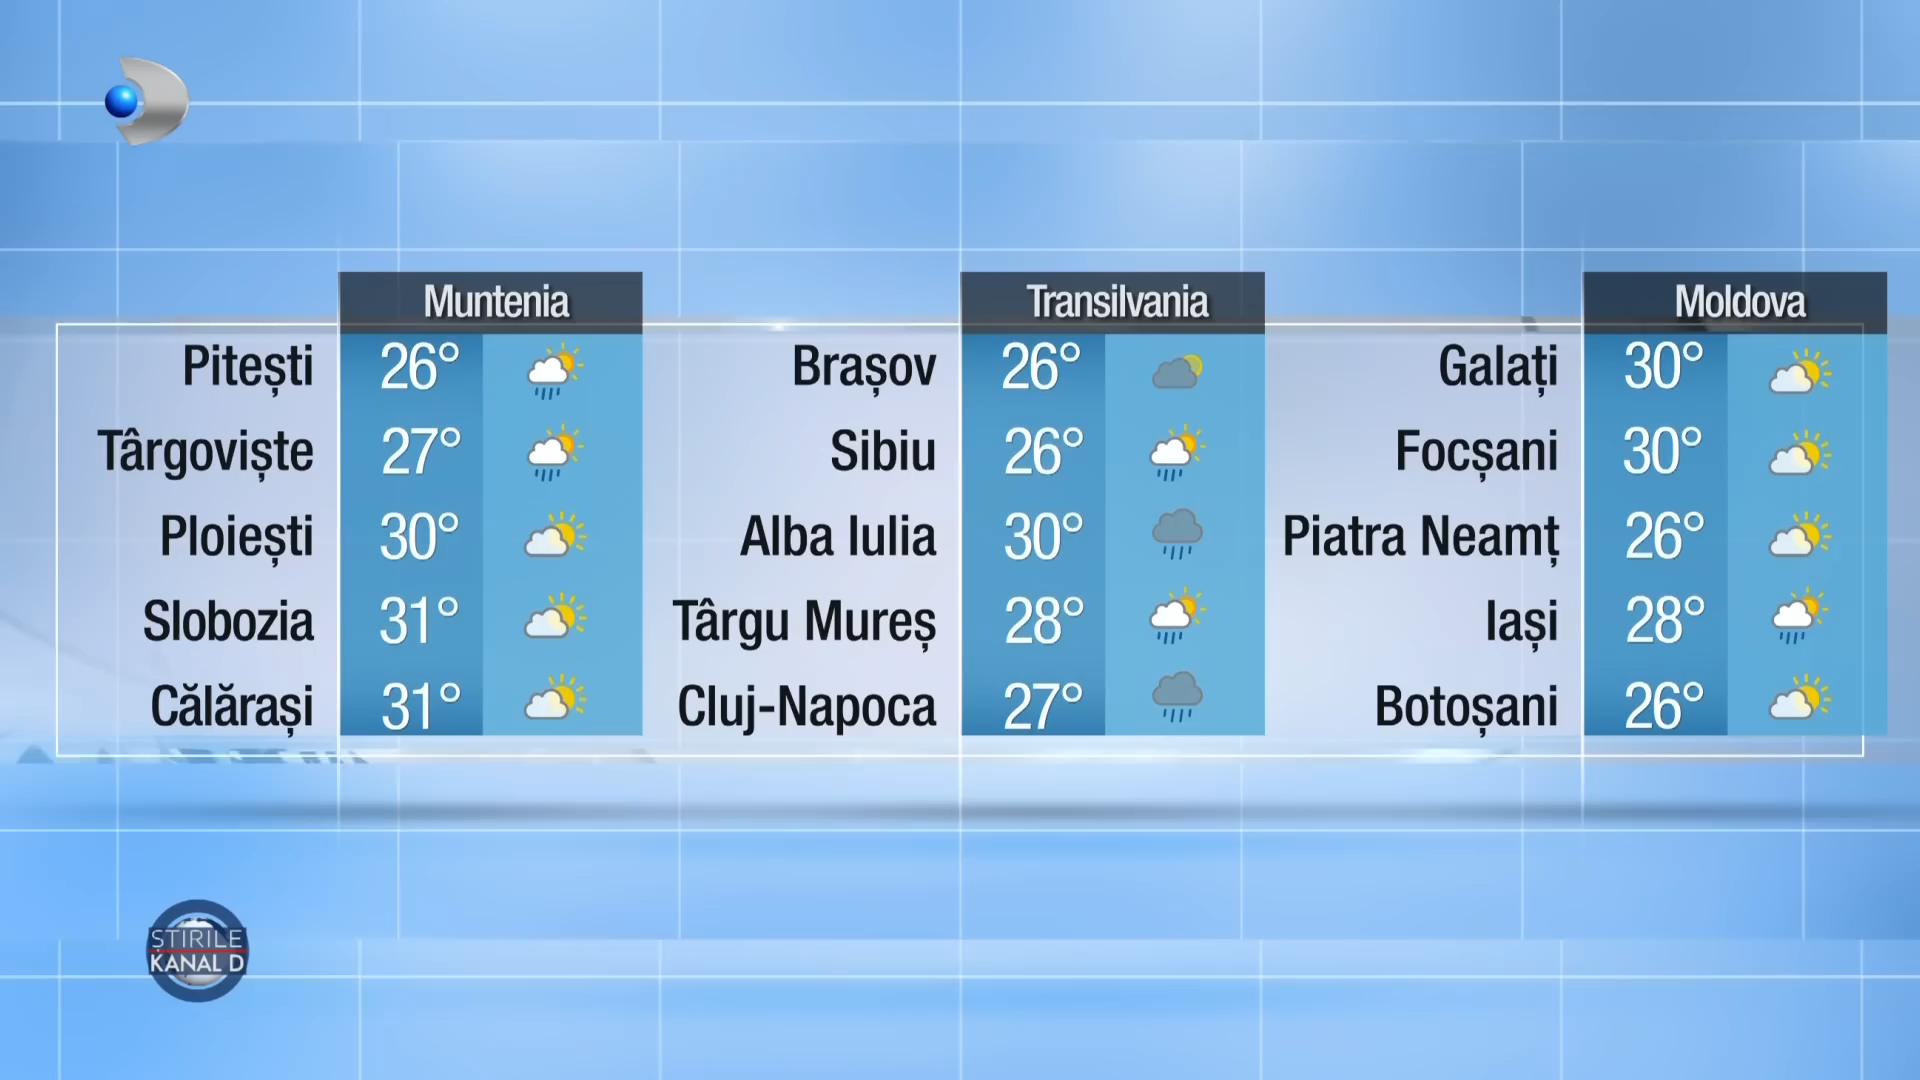 Muntenia
Pitești 26°
Târgoviște 27°
Ploiești 30°
Slobozia 31°
Călărași 31°
Transilvania
Brașov 26°
Sibiu 26°
Alba Iulia 30°
Târgu Mureș 28°
Cluj-Napoca 27°
Moldova
Galați 30°
Focșani 30°
Piatra Neamț 26°
Iași 28°
Botoșani 26°
ȘTIRILE
KANAL D